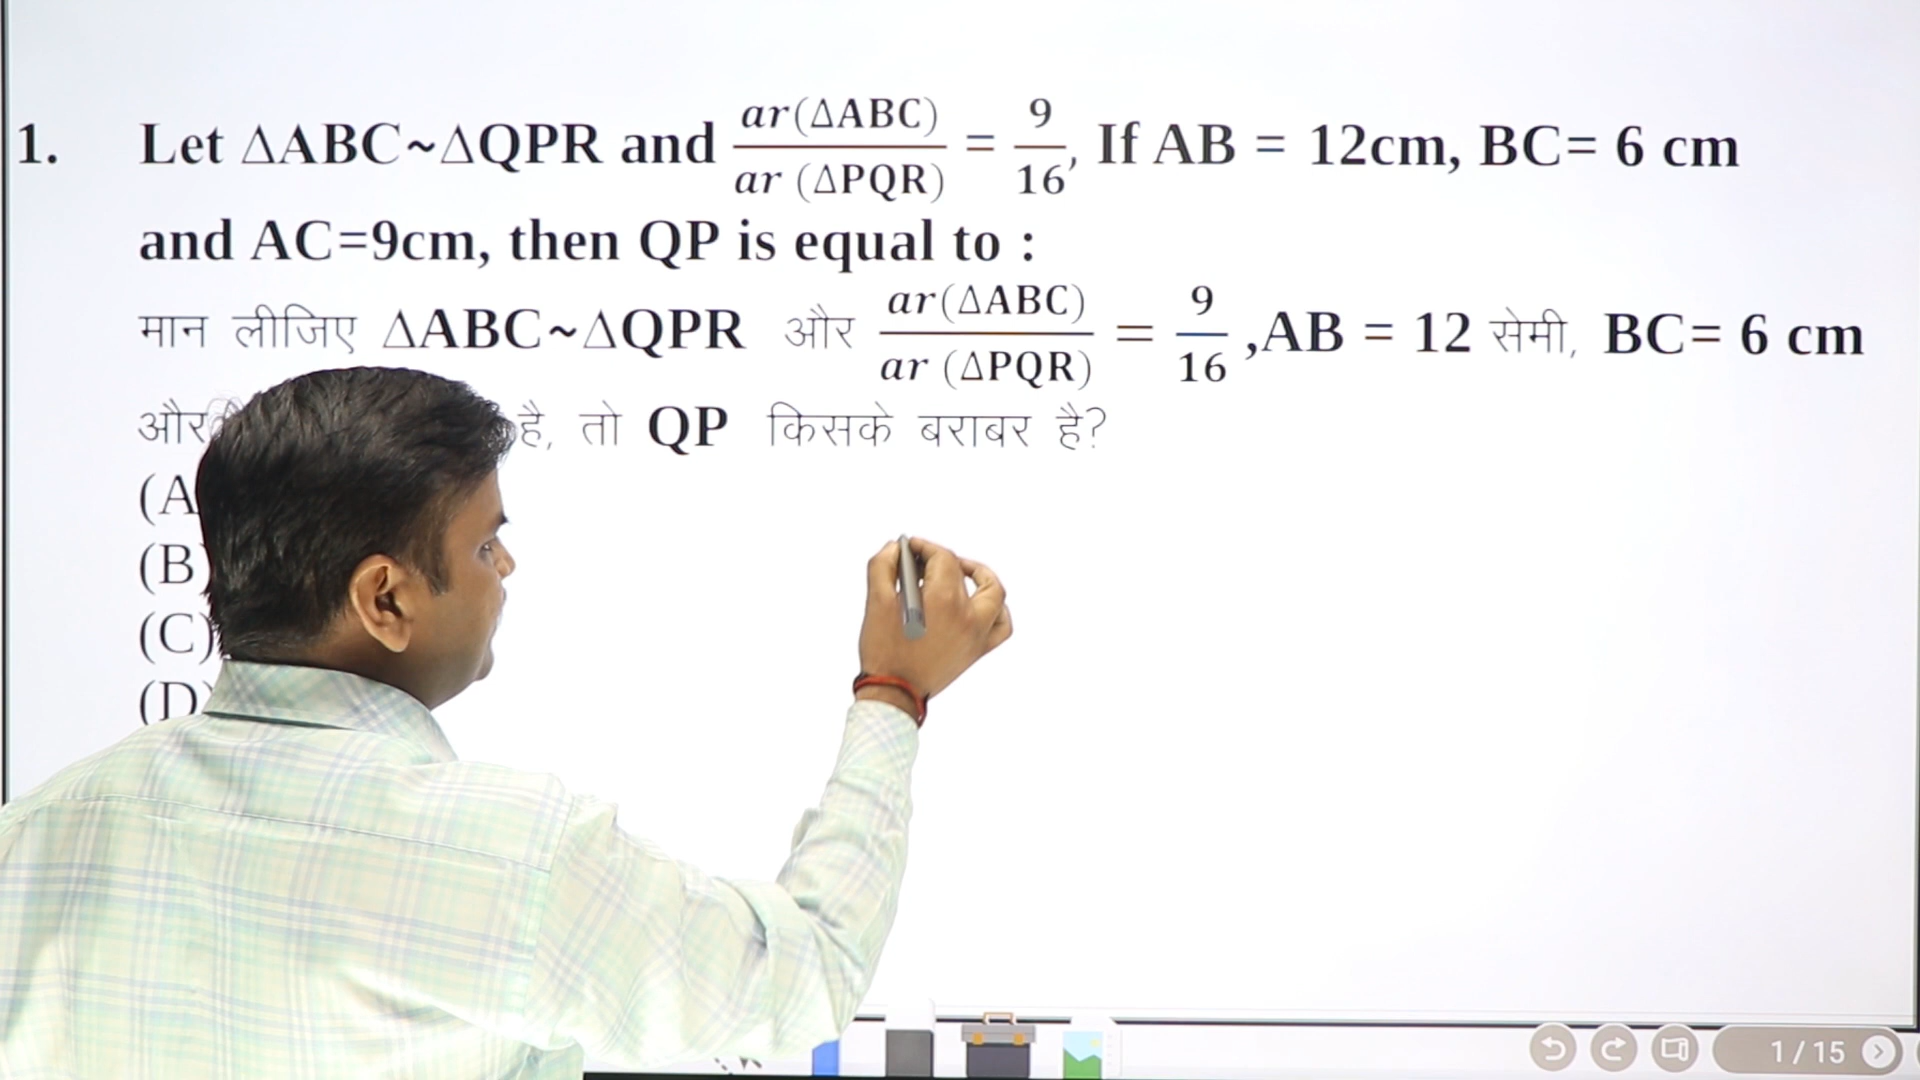 1. Let ΔABC~ΔQPR and ar(ΔABC)/ar (ΔPQR) = 9/16, If AB = 12cm, BC= 6 cm
and AC=9cm, then QP is equal to :
मान लीजिए ΔABC~ΔQPR और ar(ΔABC)/ar (ΔPQR) = 9/16 ,AB = 12 सेमी, BC= 6 cm
और है, तो QP किसके बराबर है?
(A
(B)
(C)
(D)
1 / 15